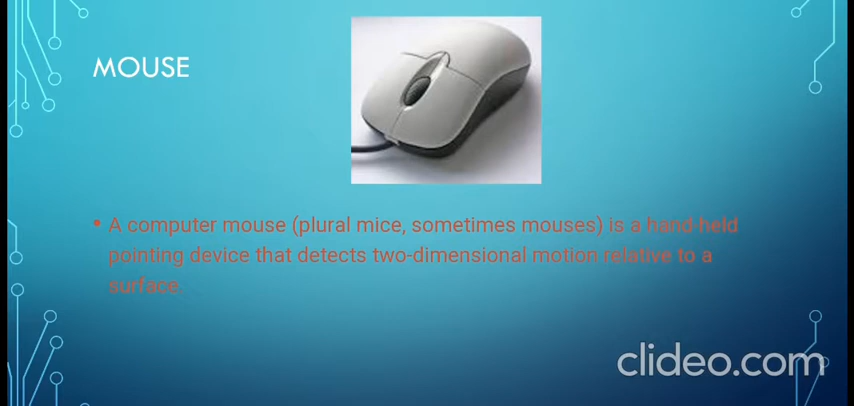 MOUSE
• A computer mouse (plural mice, sometimes mouses) is a hand-held
pointing device that detects two-dimensional motion relative to a
surface.
clideo.com